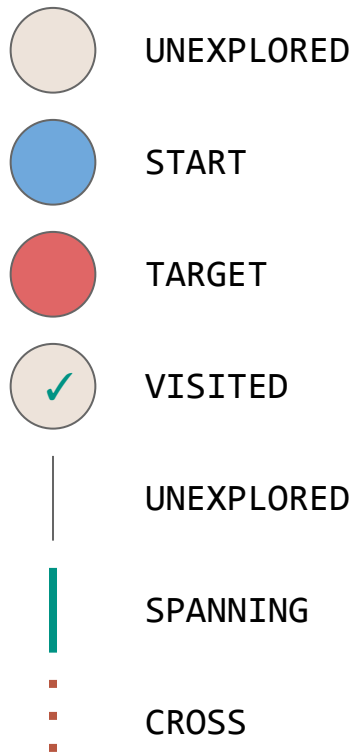 UNEXPLORED
START
TARGET
✓ VISITED
UNEXPLORED
SPANNING
CROSS